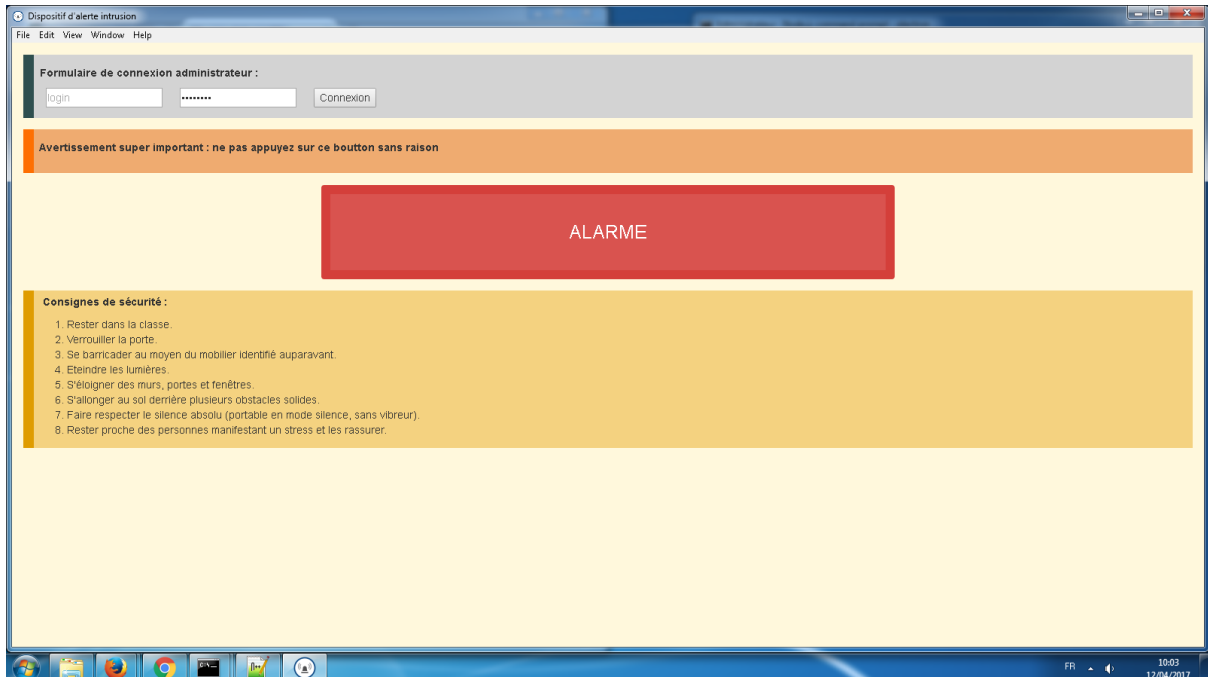 Dispositif d'alerte intrusion
File Edit View Window Help
Formulaire de connexion administrateur :
login •••••••• Connexion
Avertissement super important : ne pas appuyez sur ce boutton sans raison
ALARME
Consignes de sécurité :
1. Rester dans la classe.
2. Verrouiller la porte.
3. Se barricader au moyen du mobilier identifié auparavant.
4. Eteindre les lumières.
5. S'éloigner des murs, portes et fenêtres.
6. S'allonger au sol derrière plusieurs obstacles solides.
7. Faire respecter le silence absolu (portable en mode silence, sans vibreur).
8. Rester proche des personnes manifestant un stress et les rassurer.
FR 10:03
12/04/2017